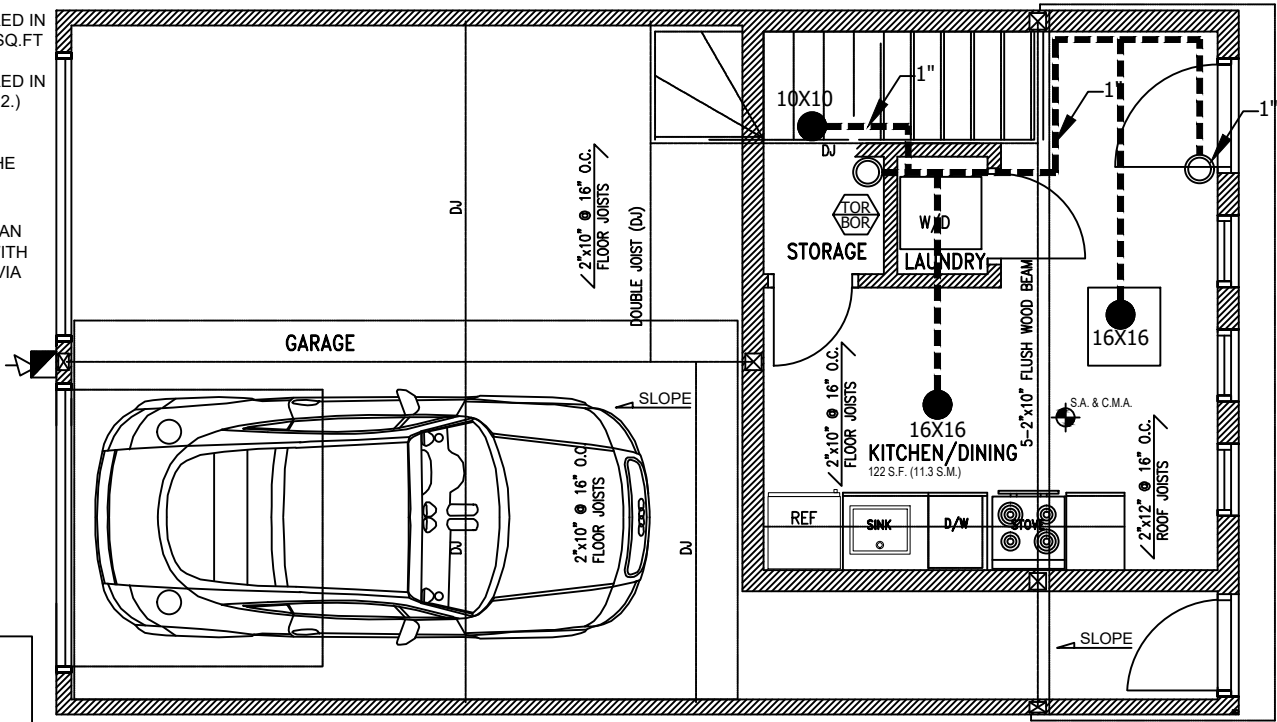 ED IN
SQ.FT
ED IN
2.)
HE
AN
ITH
VIA
10X10
1"
1"
1"
DJ
DJ
2"x10" @ 16" O.C.
FLOOR JOISTS
DOUBLE JOIST (DJ)
TOR
BOR
W/D
STORAGE
LAUNDRY
GARAGE
16X16
5-2"x10" FLUSH WOOD BEAM
2"x10" @ 16" O.C.
FLOOR JOISTS
SLOPE
S.A. & C.M.A.
16X16
KITCHEN/DINING
122 S.F. (11.3 S.M.)
2"x12" @ 16" O.C.
ROOF JOISTS
2"x10" @ 16" O.C.
FLOOR JOISTS
REF
SINK
D/W
STOVE
DJ
DJ
SLOPE